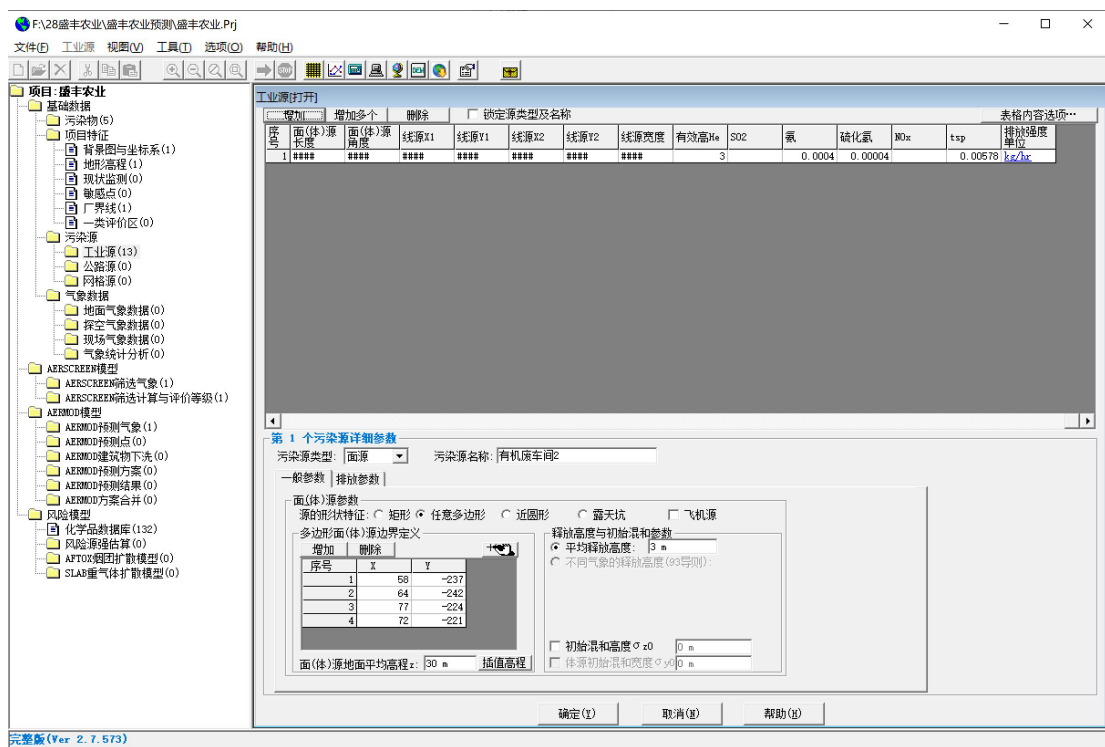 F:\28盛丰农业\盛丰农业预测\盛丰农业.Prj
文件(F) 工业源 视图(V) 工具(T) 选项(O) 帮助(H)
项目:盛丰农业
基础数据
污染物(5)
项目特征
背景图与坐标系(1)
地形高程(1)
现状监测(0)
敏感点(0)
厂界线(1)
一类评价区(0)
污染源
工业源(13)
公路源(0)
网格源(0)
气象数据
地面气象数据(0)
探空气象数据(0)
现场气象数据(0)
气象统计分析(0)
AERSCREEN模型
AERSCREEN筛选气象(1)
AERSCREEN筛选计算与评价等级(1)
AERMOD模型
AERMOD预测气象(1)
AERMOD预测点(0)
AERMOD建筑物下洗(0)
AERMOD预测方案(0)
AERMOD预测结果(0)
AERMOD方案合并(0)
风险模型
化学品数据库(132)
风险源强估算(0)
AFTOX烟团扩散模型(0)
SLAB重气体扩散模型(0)
工业源[打开]
增加 增加多个 删除 锁定源类型及名称 表格内容选项…
序号 面(体)源长度 面(体)源角度 线源X1 线源Y1 线源X2 线源Y2 线源宽度 有效高He SO2 氨 硫化氢 NOx tsp 排放强度单位
1 #### #### #### #### #### #### #### 3 0.0004 0.00004 0.00578 kg/hr
第 1 个污染源详细参数
污染源类型: 面源 污染源名称: 有机废车间2
一般参数 排放参数
面(体)源参数
源的形状特征: 矩形 任意多边形 近圆形 露天坑 飞机源
多边形面(体)源边界定义
增加 删除
序号 X Y
1 58 -237
2 64 -242
3 77 -224
4 72 -221
面(体)源地面平均高程z: 30 m 插值高程
释放高度与初始混和参数
平均释放高度: 3 m
不同气象的释放高度(93导则):
初始混和高度σz0 0 m
体源初始混和宽度σy0 0 m
确定(Y) 取消(N) 帮助(H)
完整版(Ver 2.7.573)